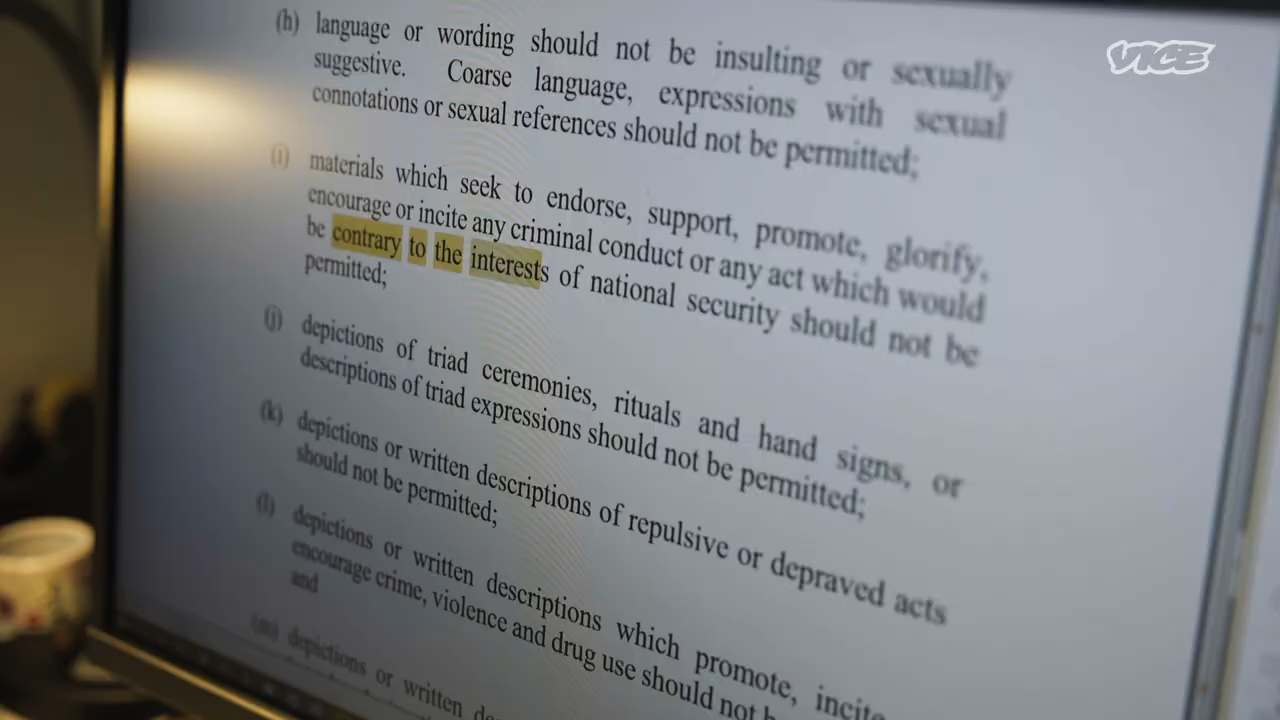 VICE
(h) language or wording should not be insulting or sexually
suggestive. Coarse language, expressions with sexual
connotations or sexual references should not be permitted;
(i) materials which seek to endorse, support, promote, glorify,
encourage or incite any criminal conduct or any act which would
be contrary to the interests of national security should not be
permitted;
(j) depictions of triad ceremonies, rituals and hand signs, or
descriptions of triad expressions should not be permitted;
(k) depictions or written descriptions of repulsive or depraved acts
should not be permitted;
(l) depictions or written descriptions which promote, incite
encourage crime, violence and drug use should not b
and
(m) depictions or written